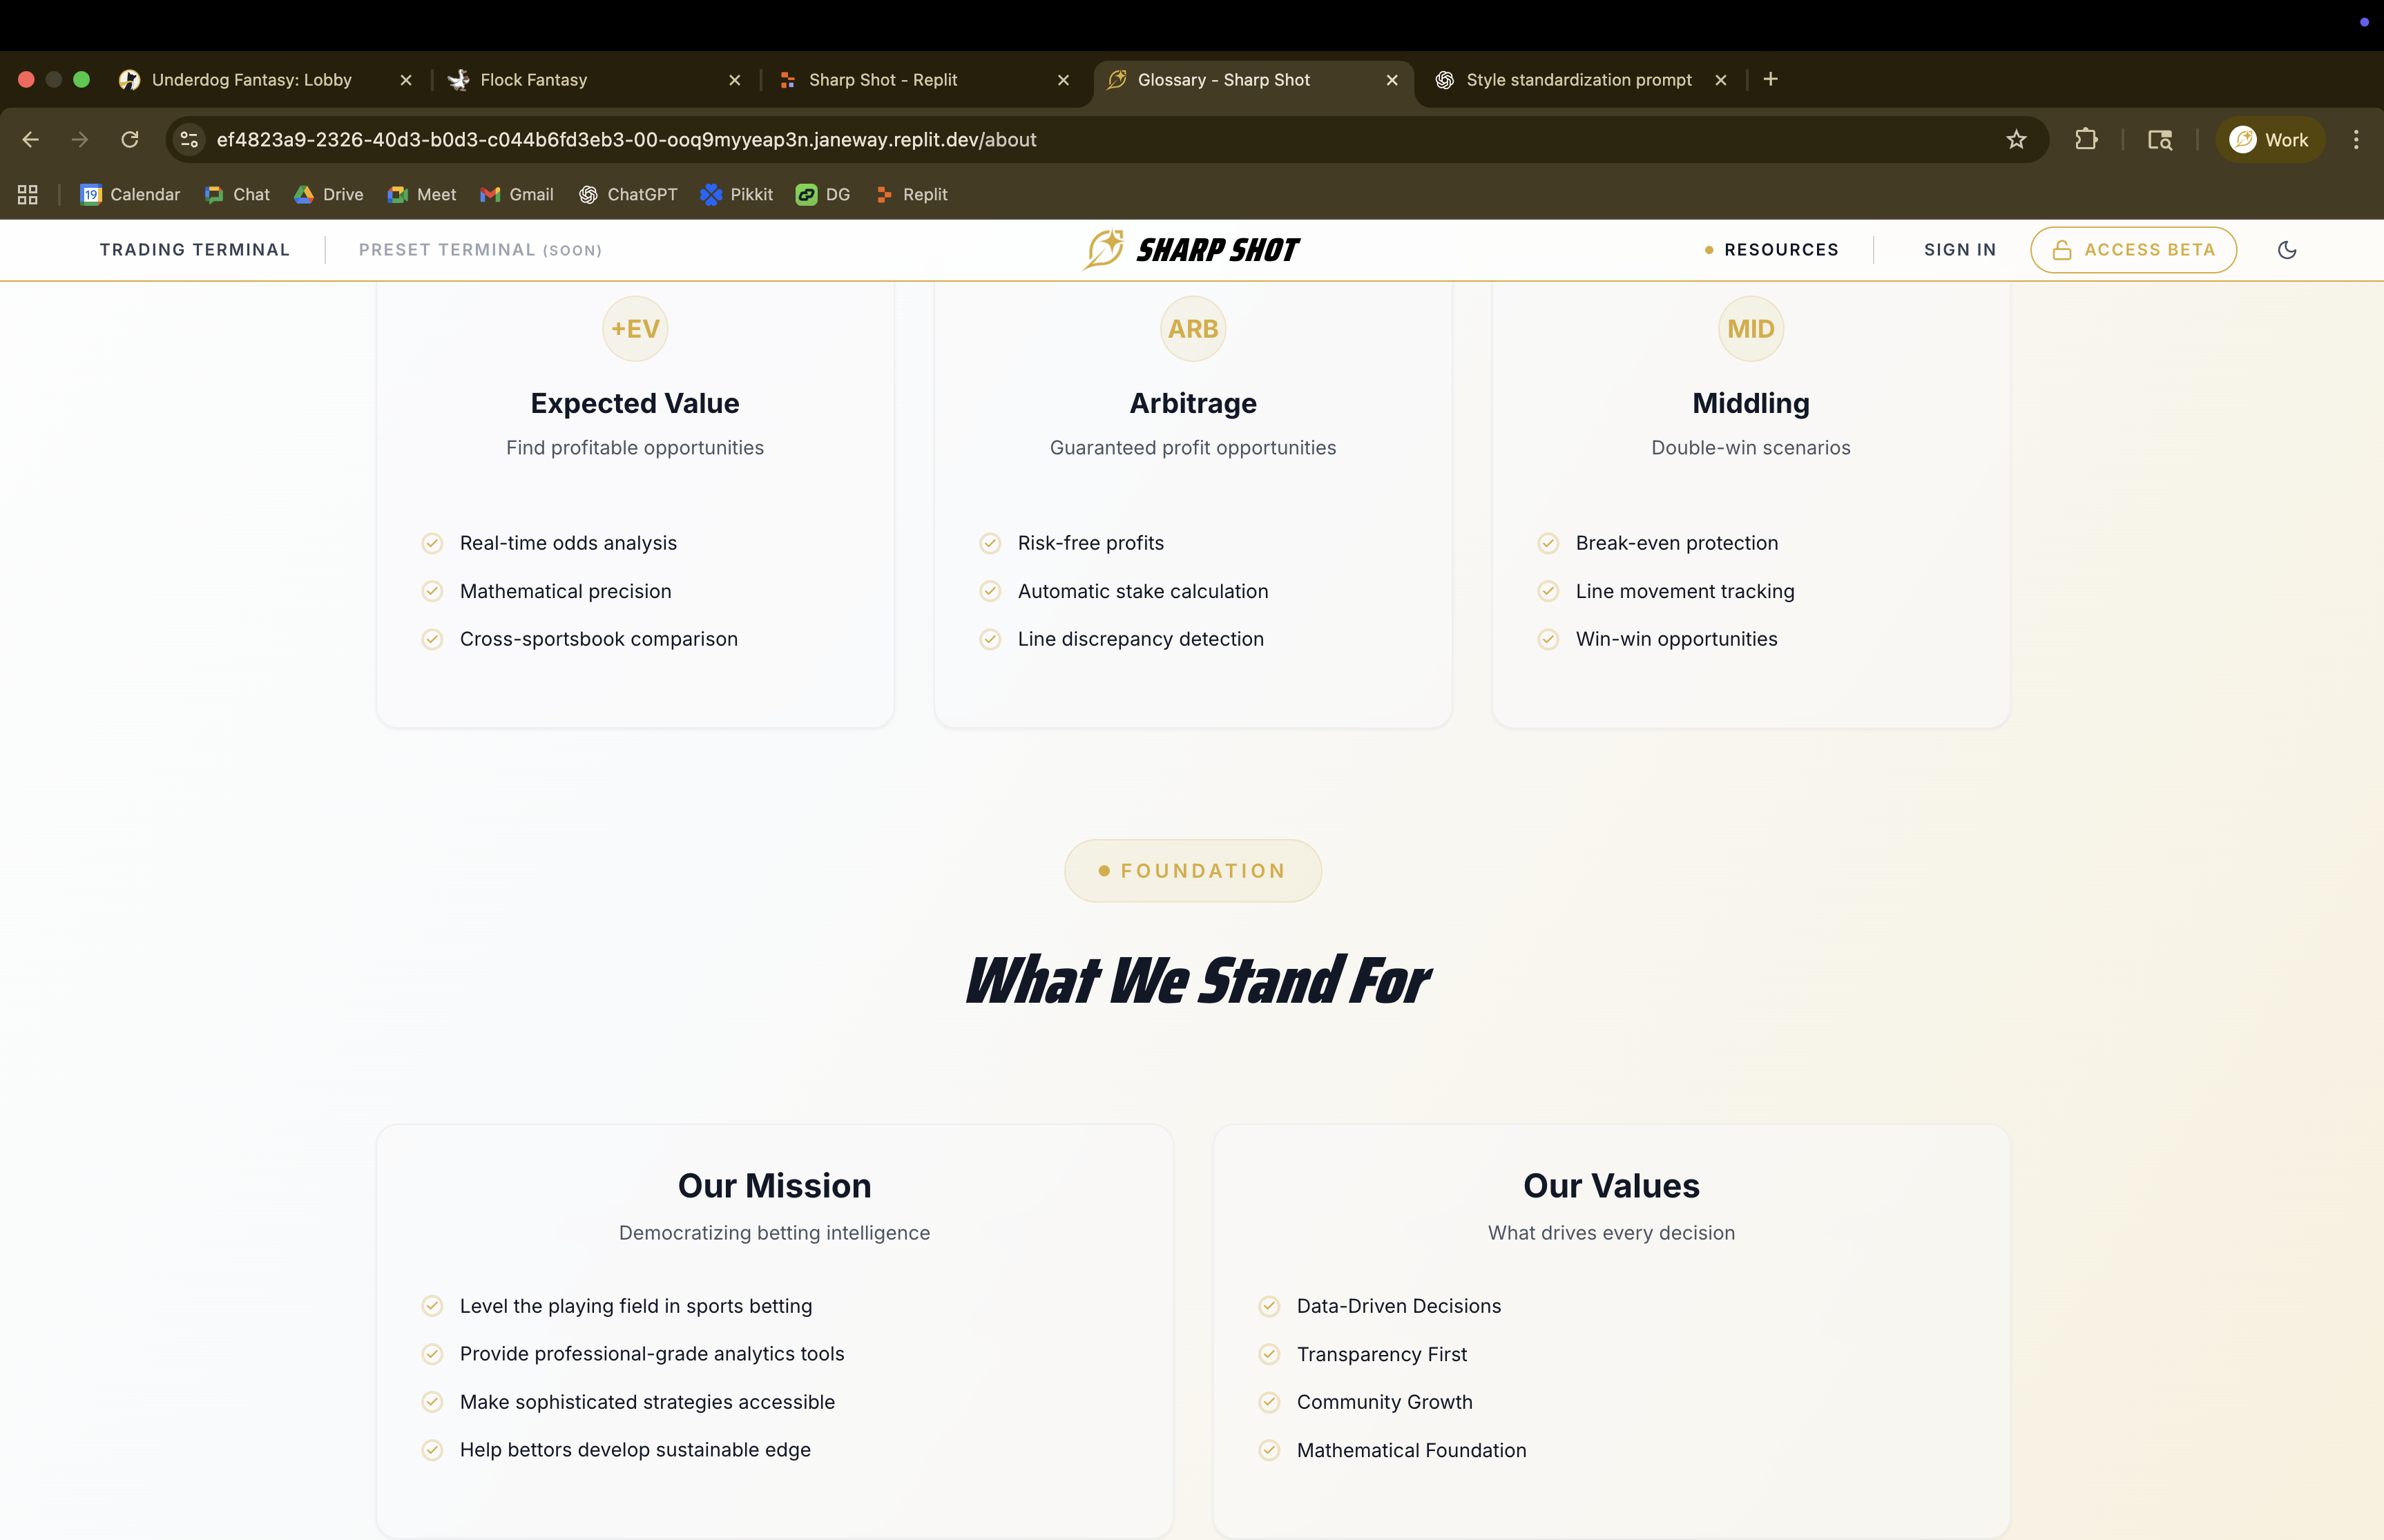 Underdog Fantasy: Lobby
Flock Fantasy
Sharp Shot - Replit
Glossary - Sharp Shot
Style standardization prompt
ef4823a9-2326-40d3-b0d3-c044b6fd3eb3-00-ooq9myyeap3n.janeway.replit.dev/about
Work
19
Calendar
Chat
Drive
Meet
Gmail
ChatGPT
Pikkit
DG
Replit
TRADING TERMINAL
PRESET TERMINAL (SOON)
SHARP SHOT
RESOURCES
SIGN IN
ACCESS BETA
+EV
Expected Value
Find profitable opportunities
Real-time odds analysis
Mathematical precision
Cross-sportsbook comparison
ARB
Arbitrage
Guaranteed profit opportunities
Risk-free profits
Automatic stake calculation
Line discrepancy detection
MID
Middling
Double-win scenarios
Break-even protection
Line movement tracking
Win-win opportunities
FOUNDATION
What We Stand For
Our Mission
Democratizing betting intelligence
Level the playing field in sports betting
Provide professional-grade analytics tools
Make sophisticated strategies accessible
Help bettors develop sustainable edge
Our Values
What drives every decision
Data-Driven Decisions
Transparency First
Community Growth
Mathematical Foundation